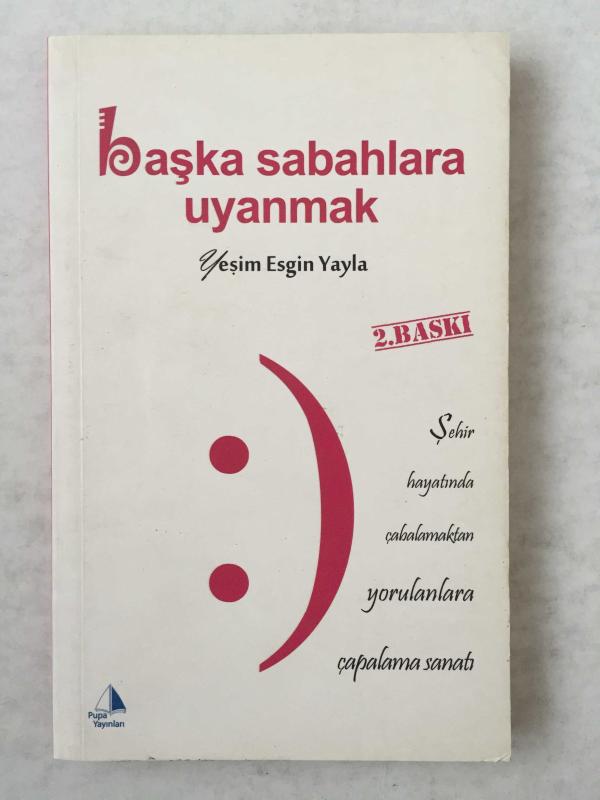 başka sabahlara
uyanmak
Yeşim Esgin Yayla
2.BASKI
:)
Şehir
hayatında
çabalamaktan
yorulanlara
çapalama sanatı
Pupa
Yayınları